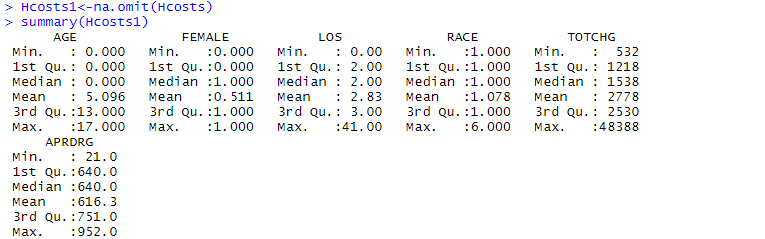 > Hcosts1<-na.omit(Hcosts)
> summary(Hcosts1)
      AGE             FEMALE           LOS             RACE           TOTCHG
 Min.   : 0.000   Min.   :0.000   Min.   : 0.00   Min.   :1.000   Min.   :  532
 1st Qu.: 0.000   1st Qu.:0.000   1st Qu.: 2.00   1st Qu.:1.000   1st Qu.: 1218
 Median : 0.000   Median :1.000   Median : 2.00   Median :1.000   Median : 1538
 Mean   : 5.096   Mean   :0.511   Mean   : 2.83   Mean   :1.078   Mean   : 2778
 3rd Qu.:13.000   3rd Qu.:1.000   3rd Qu.: 3.00   3rd Qu.:1.000   3rd Qu.: 2530
 Max.   :17.000   Max.   :1.000   Max.   :41.00   Max.   :6.000   Max.   :48388
     APRDRG
 Min.   : 21.0
 1st Qu.:640.0
 Median :640.0
 Mean   :616.3
 3rd Qu.:751.0
 Max.   :952.0